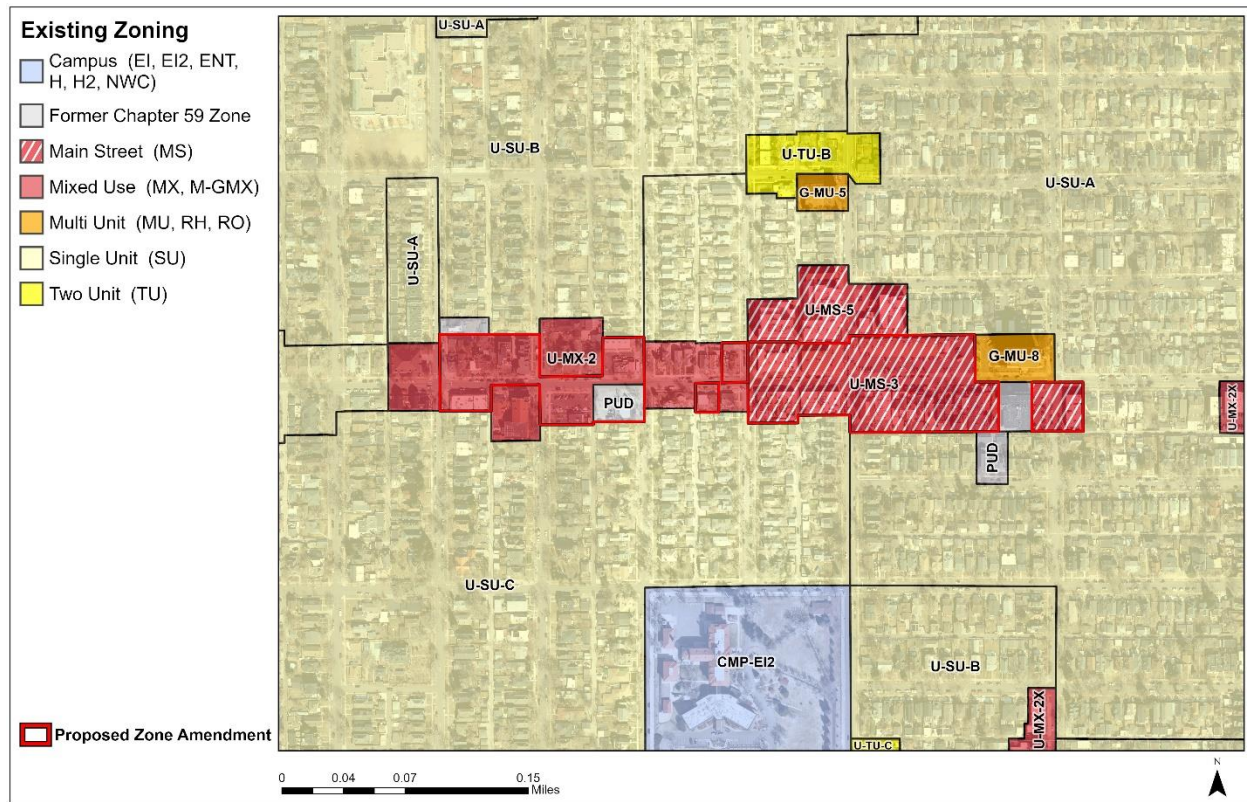 Existing Zoning
Campus (EI, EI2, ENT,
H, H2, NWC)
Former Chapter 59 Zone
Main Street (MS)
Mixed Use (MX, M-GMX)
Multi Unit (MU, RH, RO)
Single Unit (SU)
Two Unit (TU)
Proposed Zone Amendment
U-SU-A
U-SU-B
U-TU-B
G-MU-5
U-SU-A
U-SU-A
U-MS-5
U-MX-2
G-MU-8
U-MS-3
PUD
U-MX-2X
PUD
U-SU-C
CMP-EI2
U-SU-B
U-MX-2X
U-TU-C
0 0.04 0.07 0.15
Miles
N